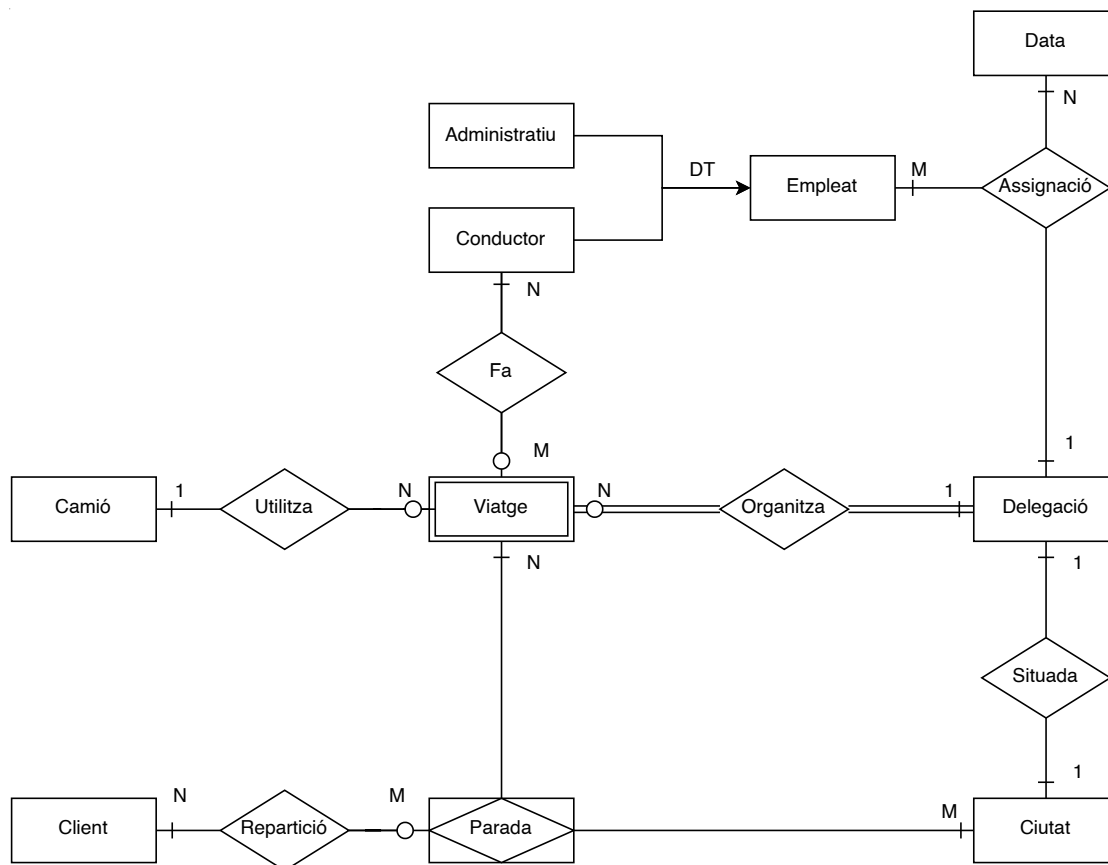 Data
N
Administratiu
DT
Empleat
M
Assignació
Conductor
N
Fa
M
1
Camió
1
Utilitza
N
Viatge
N
Organitza
1
Delegació
N
1
Situada
1
Client
N
Repartició
M
Parada
M
Ciutat